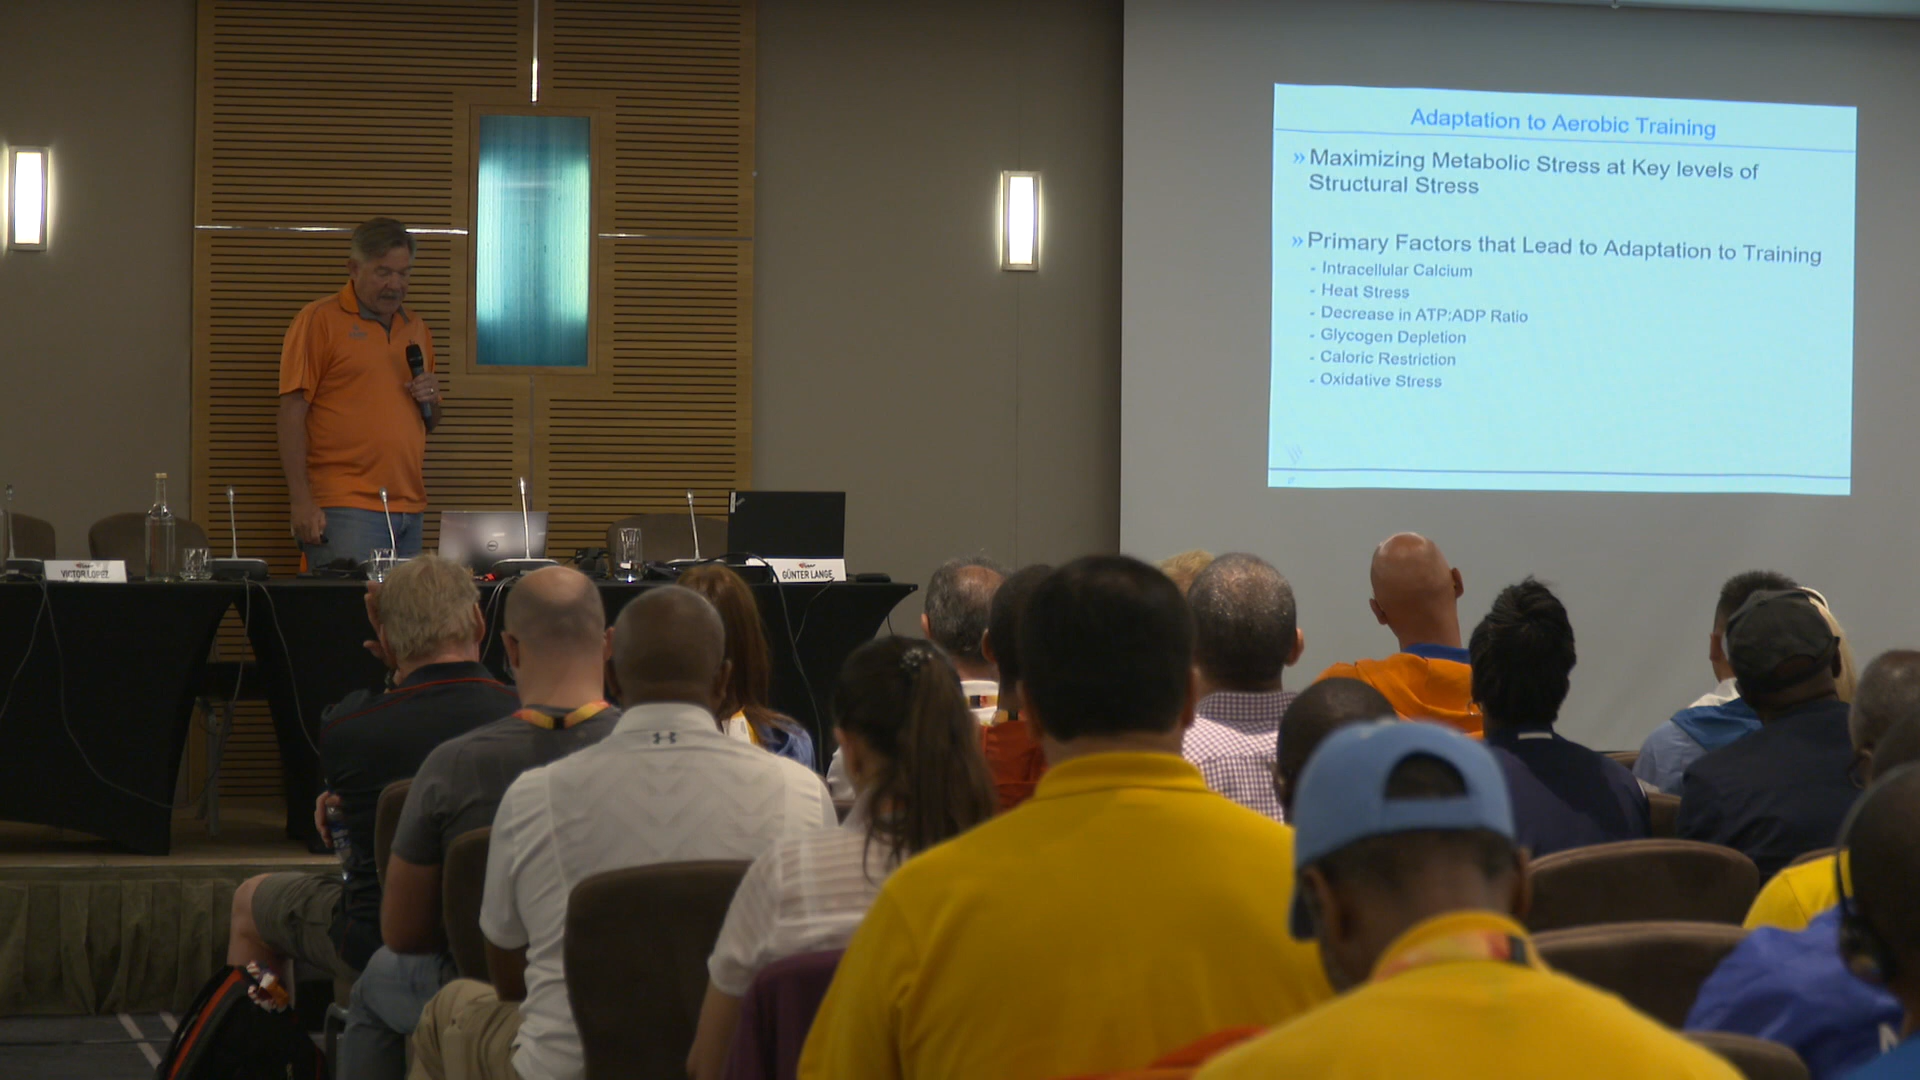 Adaptation to Aerobic Training
» Maximizing Metabolic Stress at Key levels of
Structural Stress
» Primary Factors that Lead to Adaptation to Training
- Intracellular Calcium
- Heat Stress
- Decrease in ATP:ADP Ratio
- Glycogen Depletion
- Caloric Restriction
- Oxidative Stress
VICTOR LOPEZ
GÜNTER LANGE
DELL